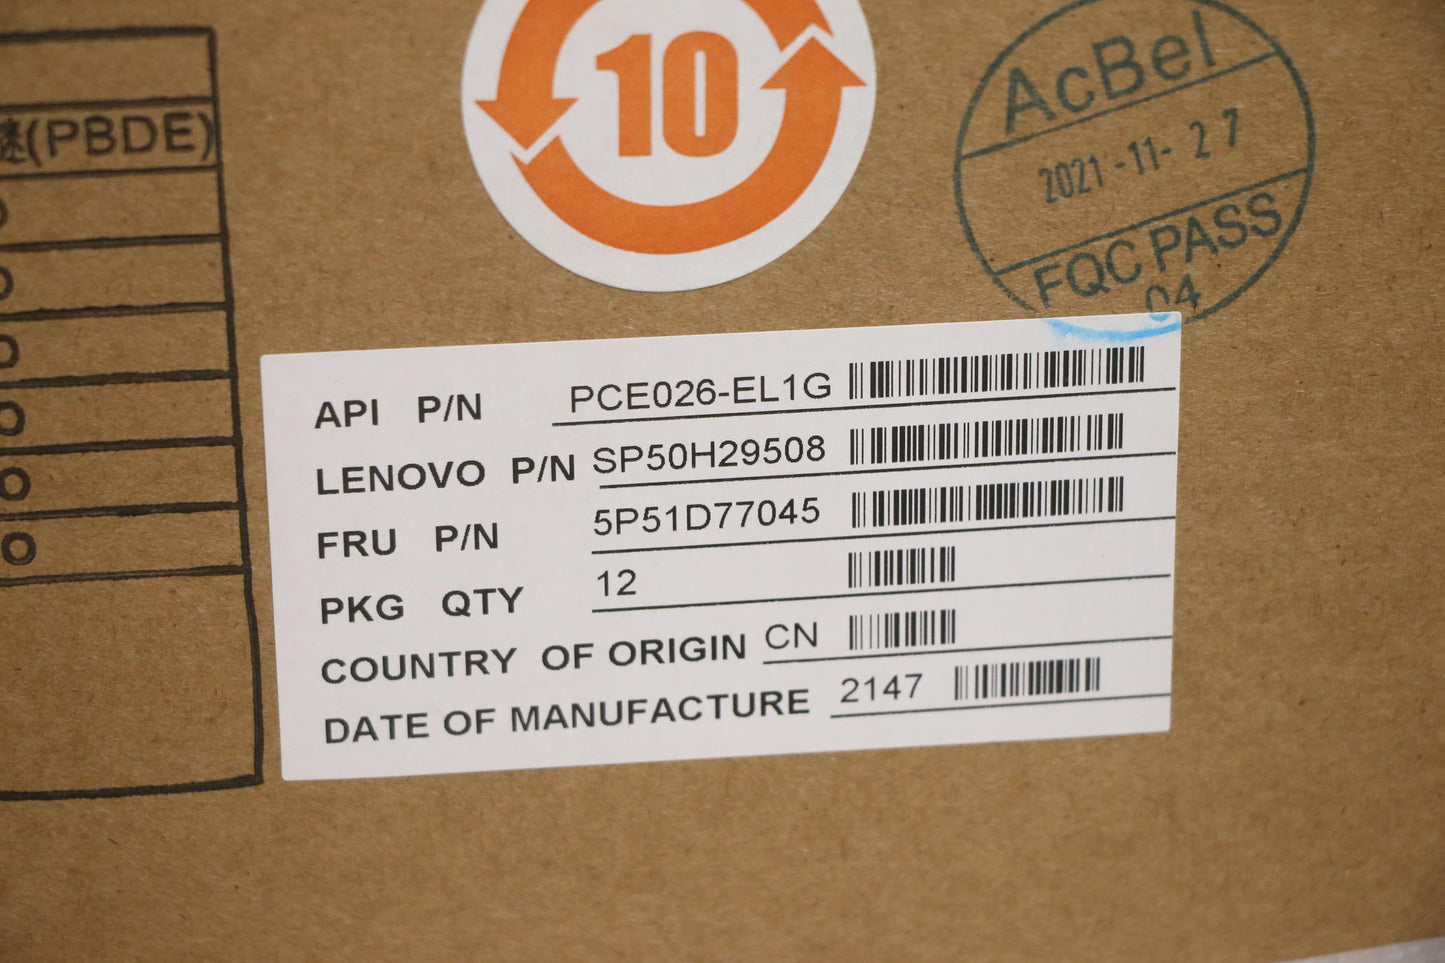 10
AcBel
2021-11-27
FQC PASS
04
(PBDE)
O
O
O
O
O
O
API P/N PCE026-EL1G
LENOVO P/N SP50H29508
FRU P/N 5P51D77045
PKG QTY 12
COUNTRY OF ORIGIN CN
DATE OF MANUFACTURE 2147